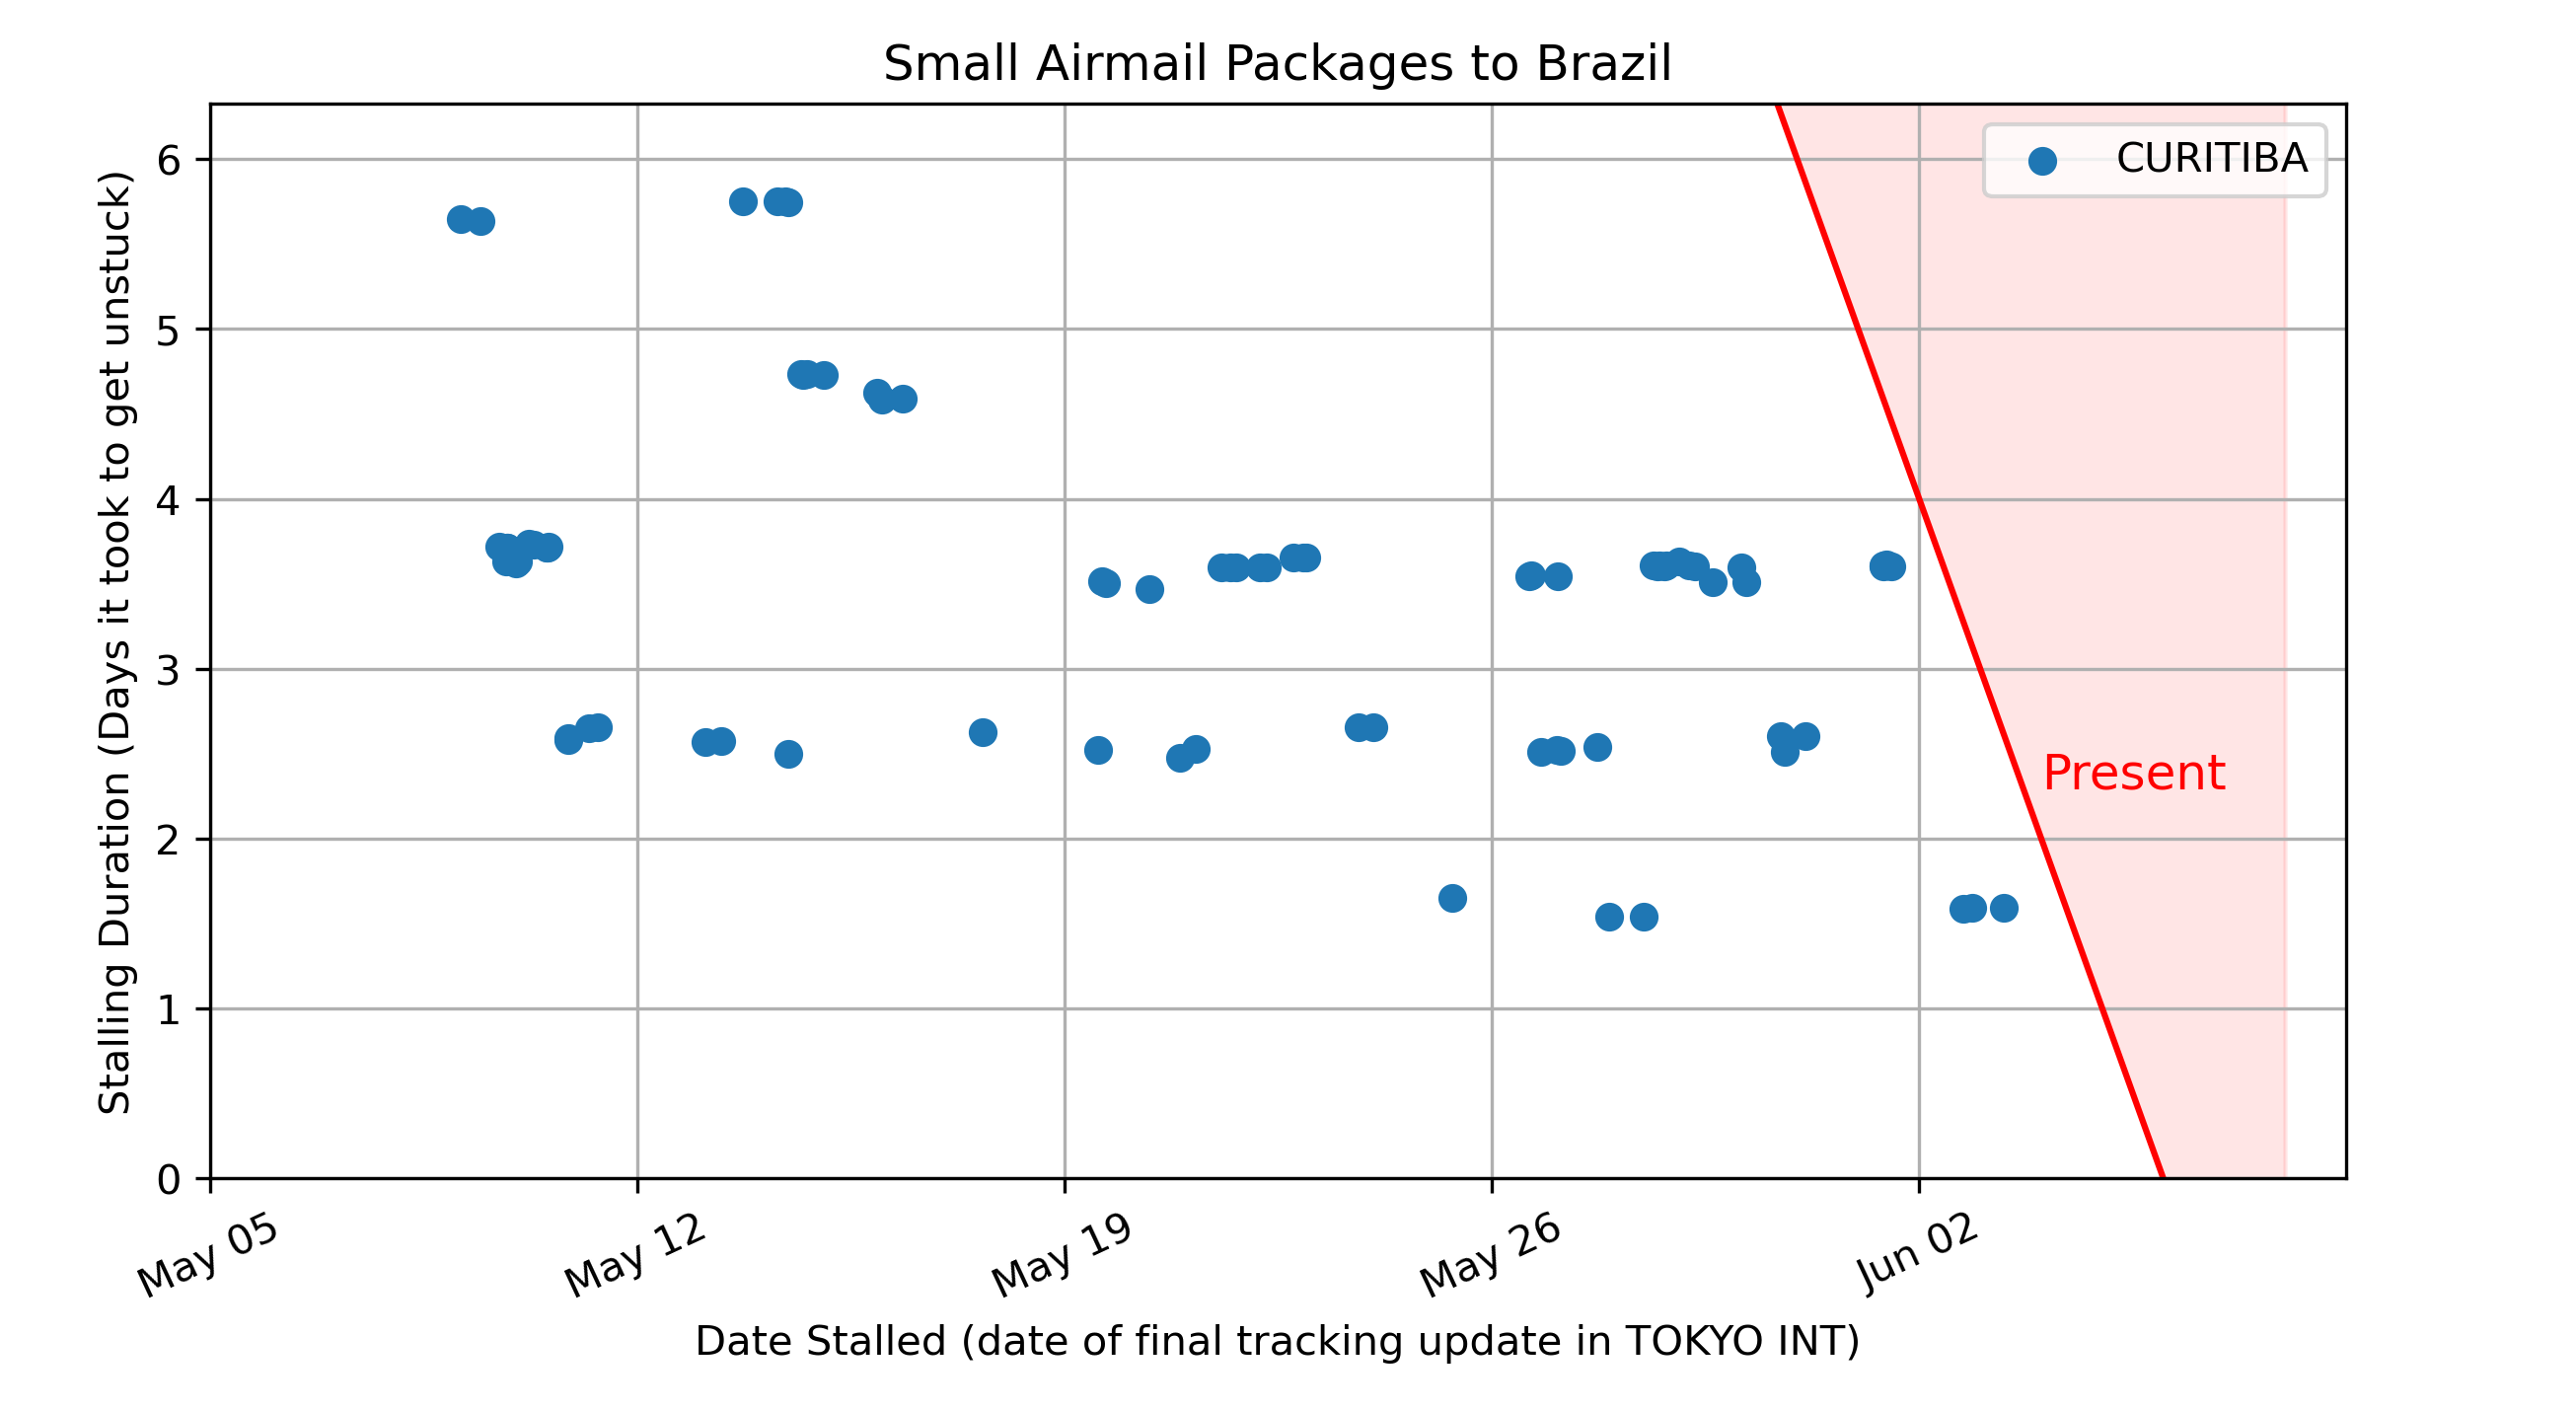 Small Airmail Packages to Brazil
CURITIBA
Stalling Duration (Days it took to get unstuck)
6
5
4
3
2
1
0
Present
May 05
May 12
May 19
May 26
Jun 02
Date Stalled (date of final tracking update in TOKYO INT)